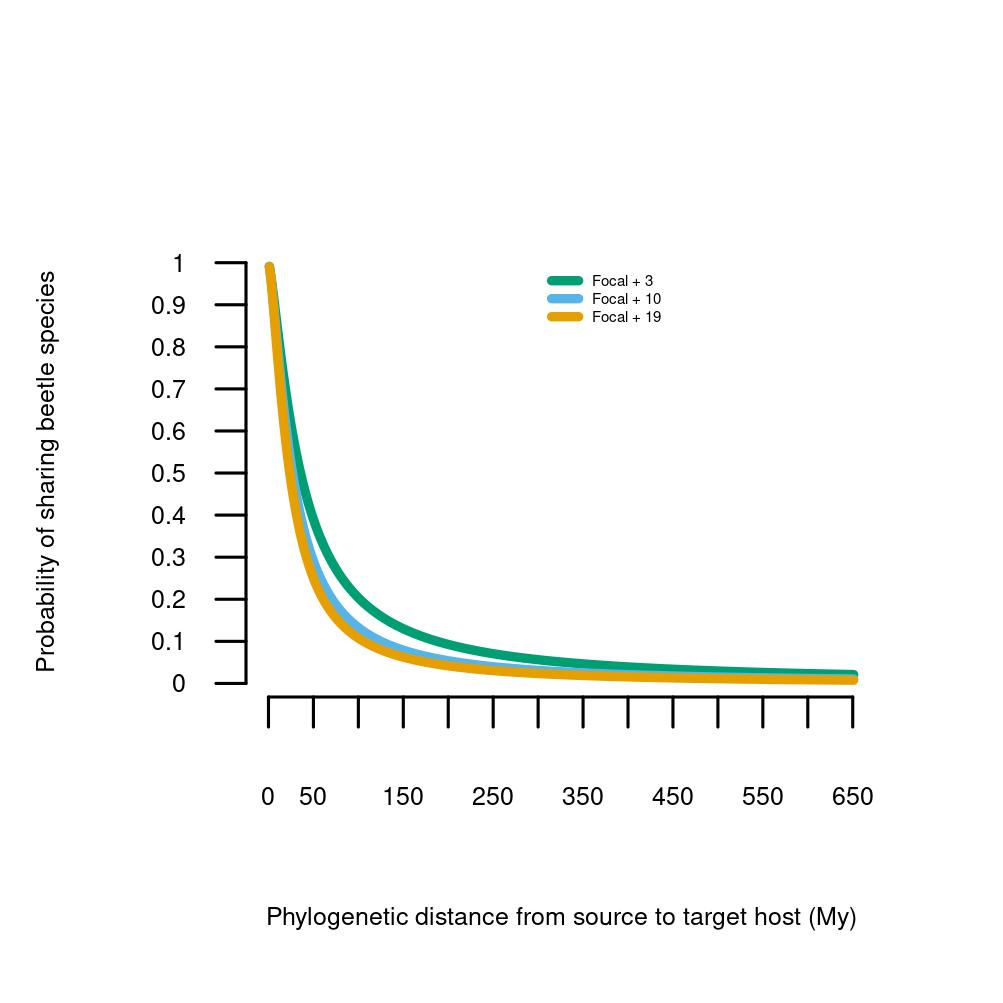 Probability of sharing beetle species
1
0.9
0.8
0.7
0.6
0.5
0.4
0.3
0.2
0.1
0
Focal + 3
Focal + 10
Focal + 19
0 50 150 250 350 450 550 650
Phylogenetic distance from source to target host (My)